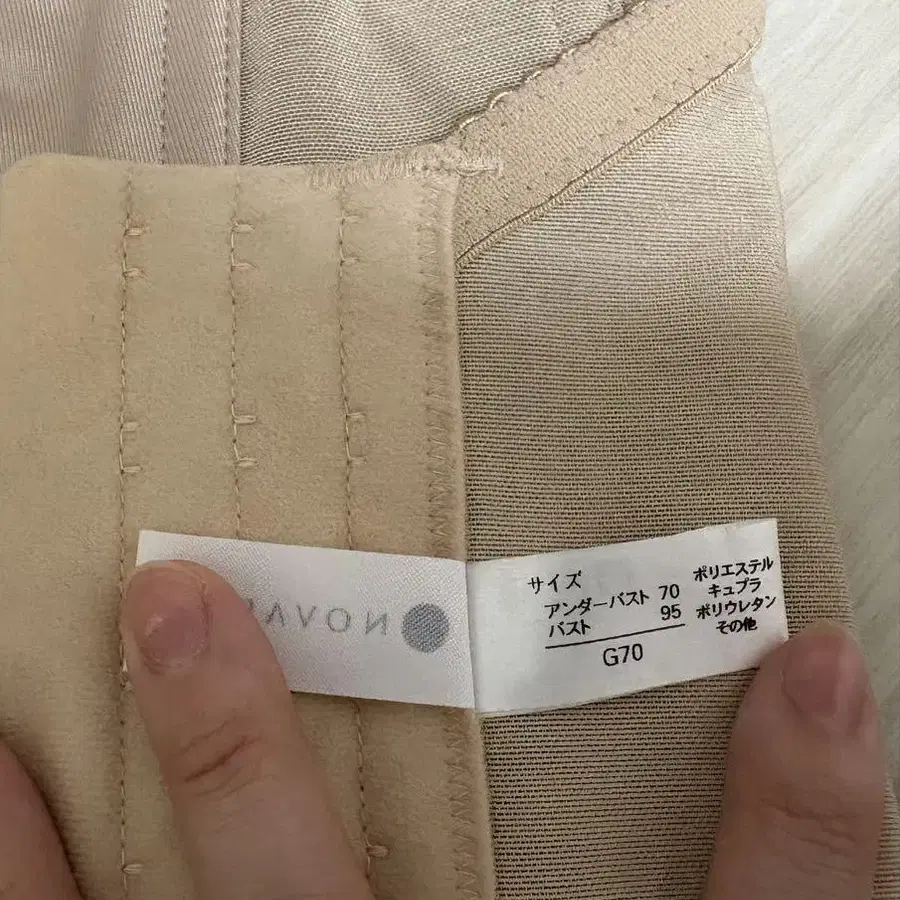 サイズ
アンダーバスト 70
バスト 95
G70
ポリエステル
キュプラ
ポリウレタン
その他